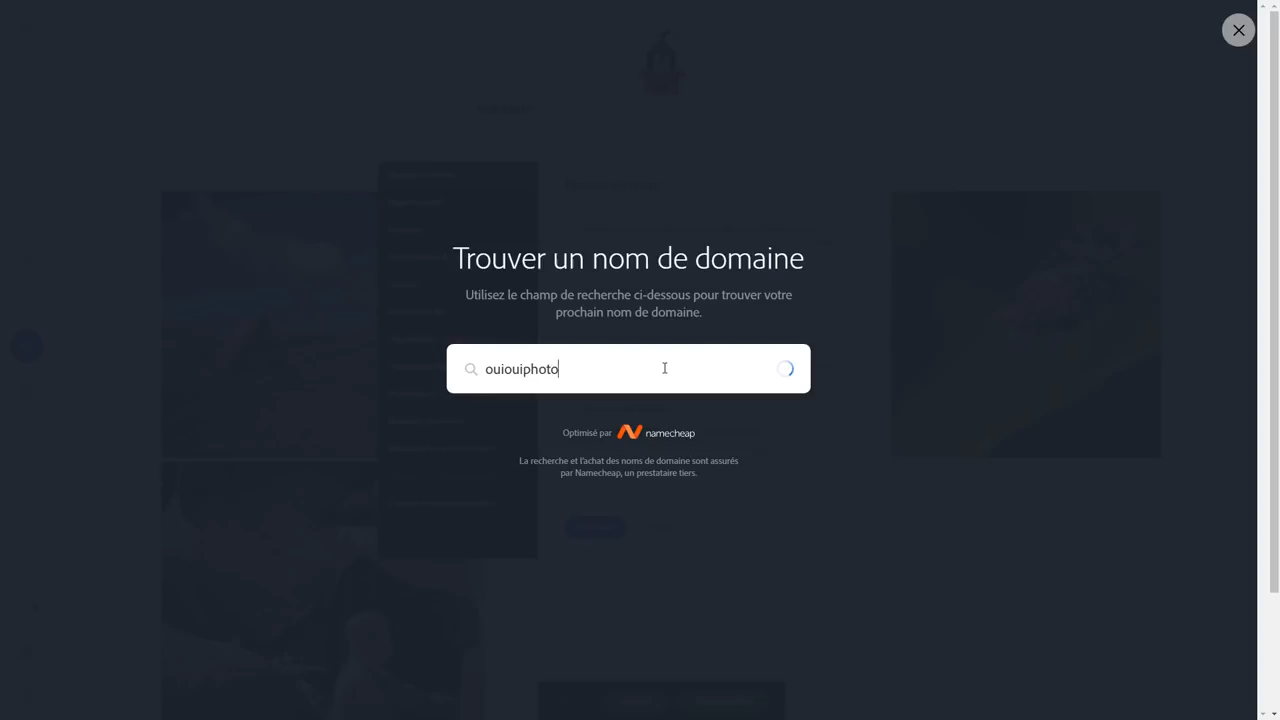 Trouver un nom de domaine
Utilisez le champ de recherche ci-dessous pour trouver votre
prochain nom de domaine.
ouiouiphoto
Optimisé par namecheap
La recherche et l'achat des noms de domaine sont assurés
par Namecheap, un prestataire tiers.